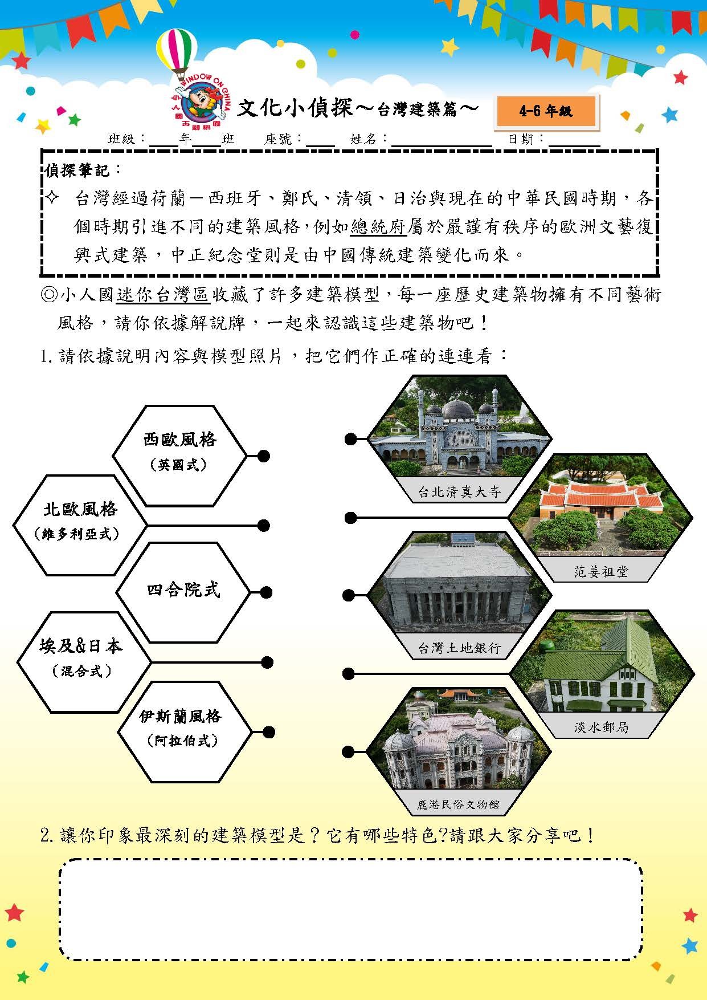 WINDOW ON CHINA
小人國主題樂園
文化小偵探～台灣建築篇～
4-6 年級
班級：　年　班　座號：　姓名：　日期：
偵探筆記：
✧ 台灣經過荷蘭－西班牙、鄭氏、清領、日治與現在的中華民國時期，各
個時期引進不同的建築風格，例如總統府屬於嚴謹有秩序的歐洲文藝復
興式建築，中正紀念堂則是由中國傳統建築變化而來。
◎小人國迷你台灣區收藏了許多建築模型，每一座歷史建築物擁有不同藝術
風格，請你依據解說牌，一起來認識這些建築物吧！
1.請依據說明內容與模型照片，把它們作正確的連連看：
西歐風格
(英國式)
北歐風格
(維多利亞式)
四合院式
埃及&日本
(混合式)
伊斯蘭風格
(阿拉伯式)
台北清真大寺
范姜祖堂
台灣土地銀行
淡水郵局
鹿港民俗文物館
2.讓你印象最深刻的建築模型是？它有哪些特色?請跟大家分享吧！